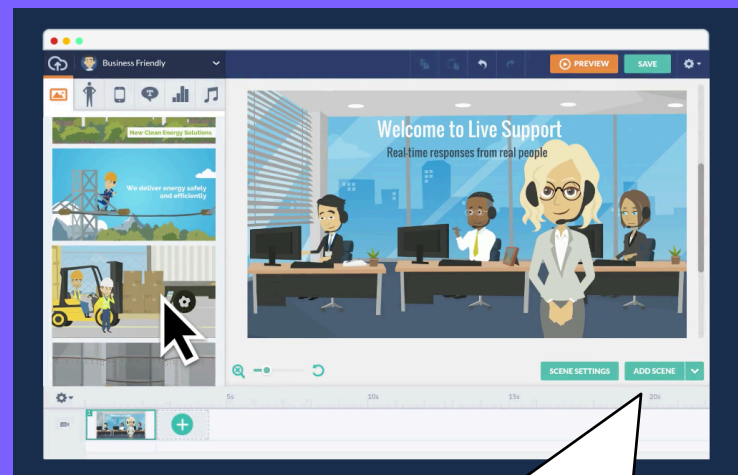 Business Friendly
PREVIEW
SAVE
New Clean Energy Solutions
We deliver energy safely
and efficiently
Welcome to Live Support
Real-time responses from real people
SCENE SETTINGS
ADD SCENE
5s
10s
15s
20s
1